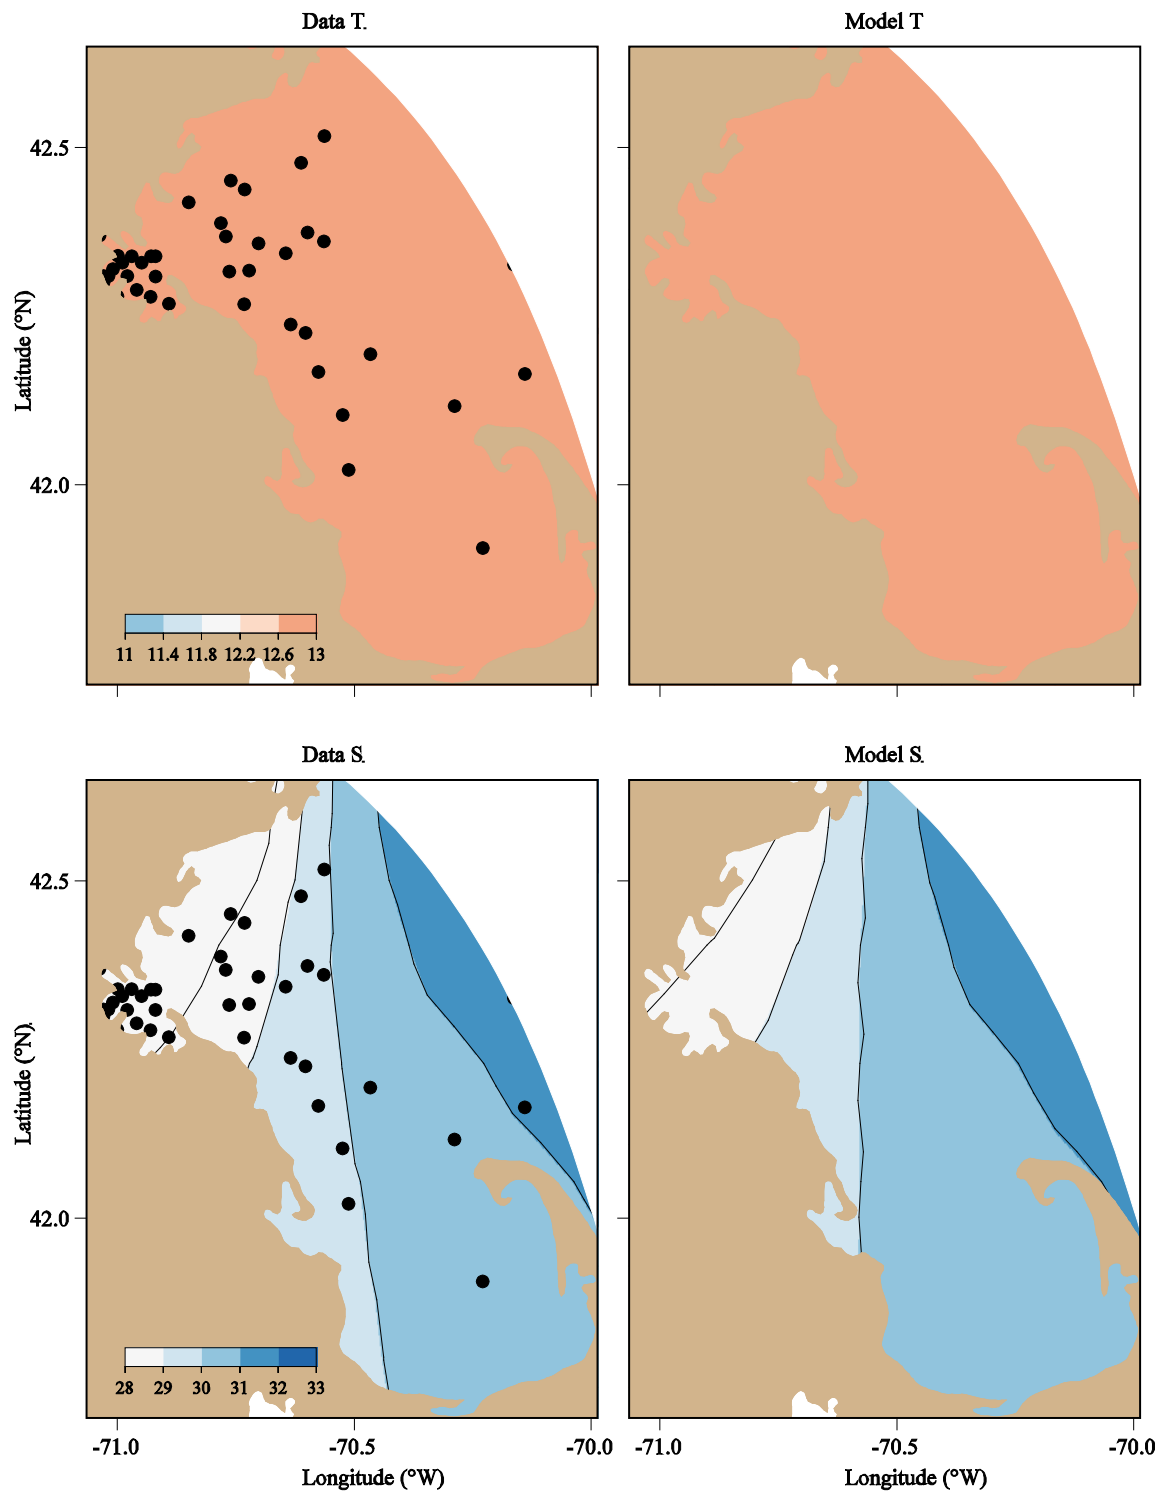 Data T.
Model T
42.5
42.0
Latitude (°N)
11 11.4 11.8 12.2 12.6 13
Data S.
Model S.
42.5
42.0
Latitude (°N)
28 29 30 31 32 33
-71.0 -70.5 -70.0 -71.0 -70.5 -70.0
Longitude (°W) Longitude (°W)